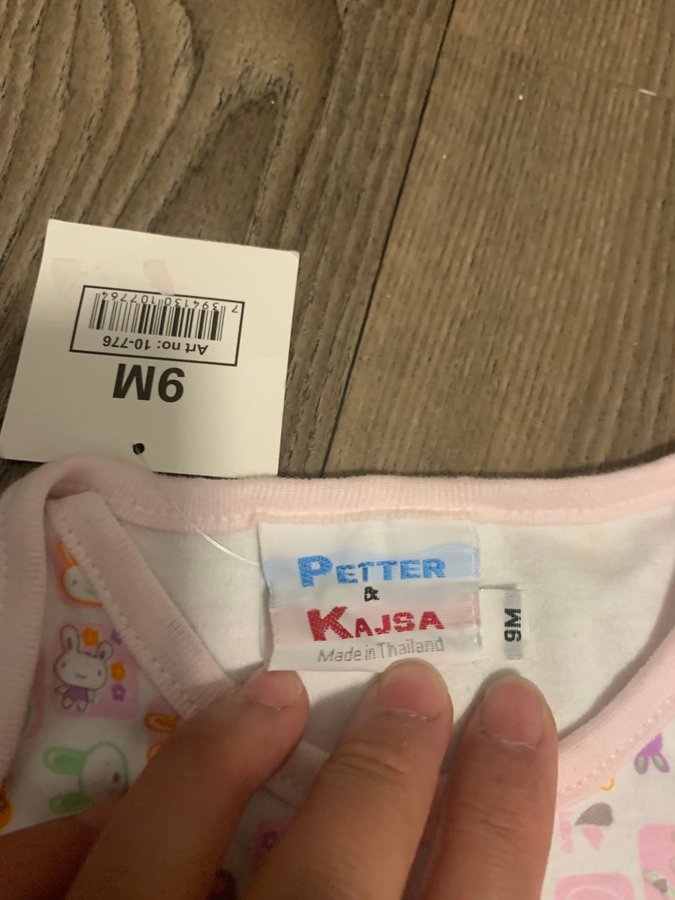 9M
Art no: 10-776
7 394130 107764
PETTER
&
KAJSA
Made in Thailand
9M